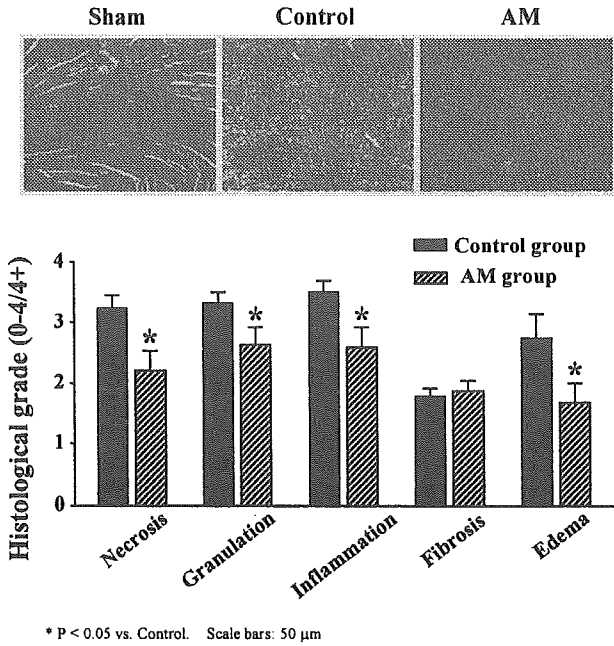 Sham Control AM
Histological grade (0-4/4+)
4
3
2
1
0
Control group
AM group
* * * *
Necrosis Granulation Inflammation Fibrosis Edema
* P < 0.05 vs. Control. Scale bars: 50 μm